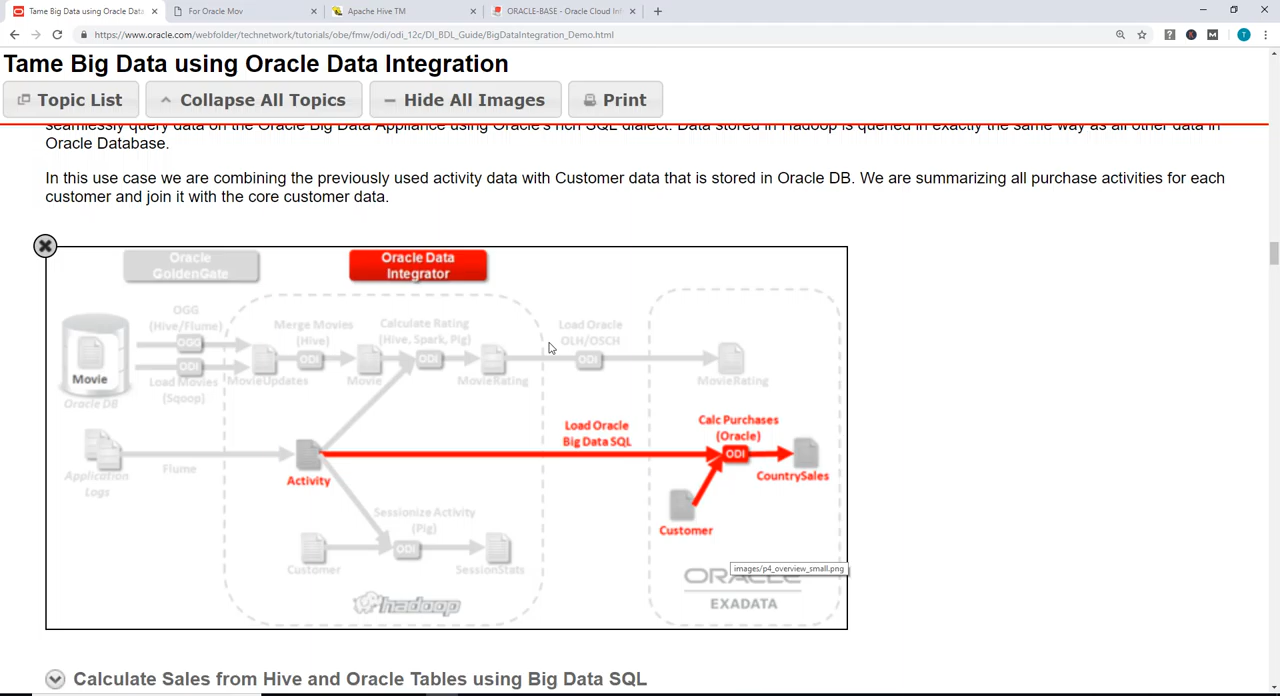 Tame Big Data using Oracle Data
For Oracle Mov
Apache Hive TM
ORACLE-BASE - Oracle Cloud Inf
https://www.oracle.com/webfolder/technetwork/tutorials/obe/fmw/odi/odi_12c/DI_BDL_Guide/BigDataIntegration_Demo.html
T
Tame Big Data using Oracle Data Integration
Topic List
Collapse All Topics
Hide All Images
Print
seamlessly query data on the Oracle Big Data Appliance using Oracle's rich SQL dialect. Data stored in Hadoop is queried in exactly the same way as all other data in
Oracle Database.
In this use case we are combining the previously used activity data with Customer data that is stored in Oracle DB. We are summarizing all purchase activities for each
customer and join it with the core customer data.
Oracle
GoldenGate
Oracle Data
Integrator
OGG
(Hive/Flume)
OGG
ODI
Load Movies
(Sqoop)
Movie
Oracle DB
Merge Movies
(Hive)
ODI
MovieUpdates
Movie
Calculate Rating
(Hive, Spark, Pig)
ODI
MovieRating
Load Oracle
OLH/OSCH
ODI
MovieRating
Application
Logs
Flume
Activity
Load Oracle
Big Data SQL
Calc Purchases
(Oracle)
ODI
CountrySales
Customer
Sessionize Activity
(Pig)
ODI
Customer
SessionStats
hadoop
images/p4_overview_small.png
ORACLE
EXADATA
Calculate Sales from Hive and Oracle Tables using Big Data SQL